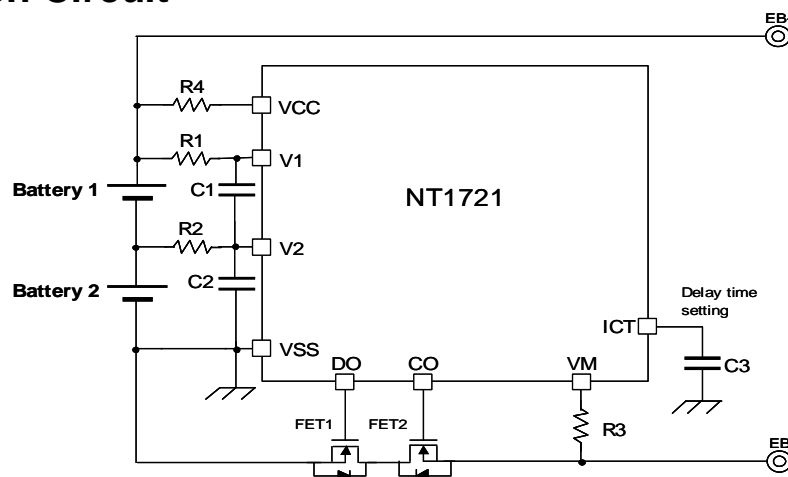 Circuit
EB
R4
VCC
R1
V1
Battery 1
C1
NT1721
R2
V2
Battery 2
C2
Delay time
setting
ICT
VSS
DO
CO
VM
C3
FET1
FET2
R3
EB